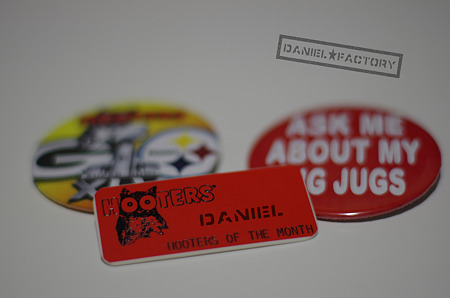 DANIEL★FACTORY
ASK ME
ABOUT MY
JUGS
HOOTERS
DANIEL
HOOTERS OF THE MONTH